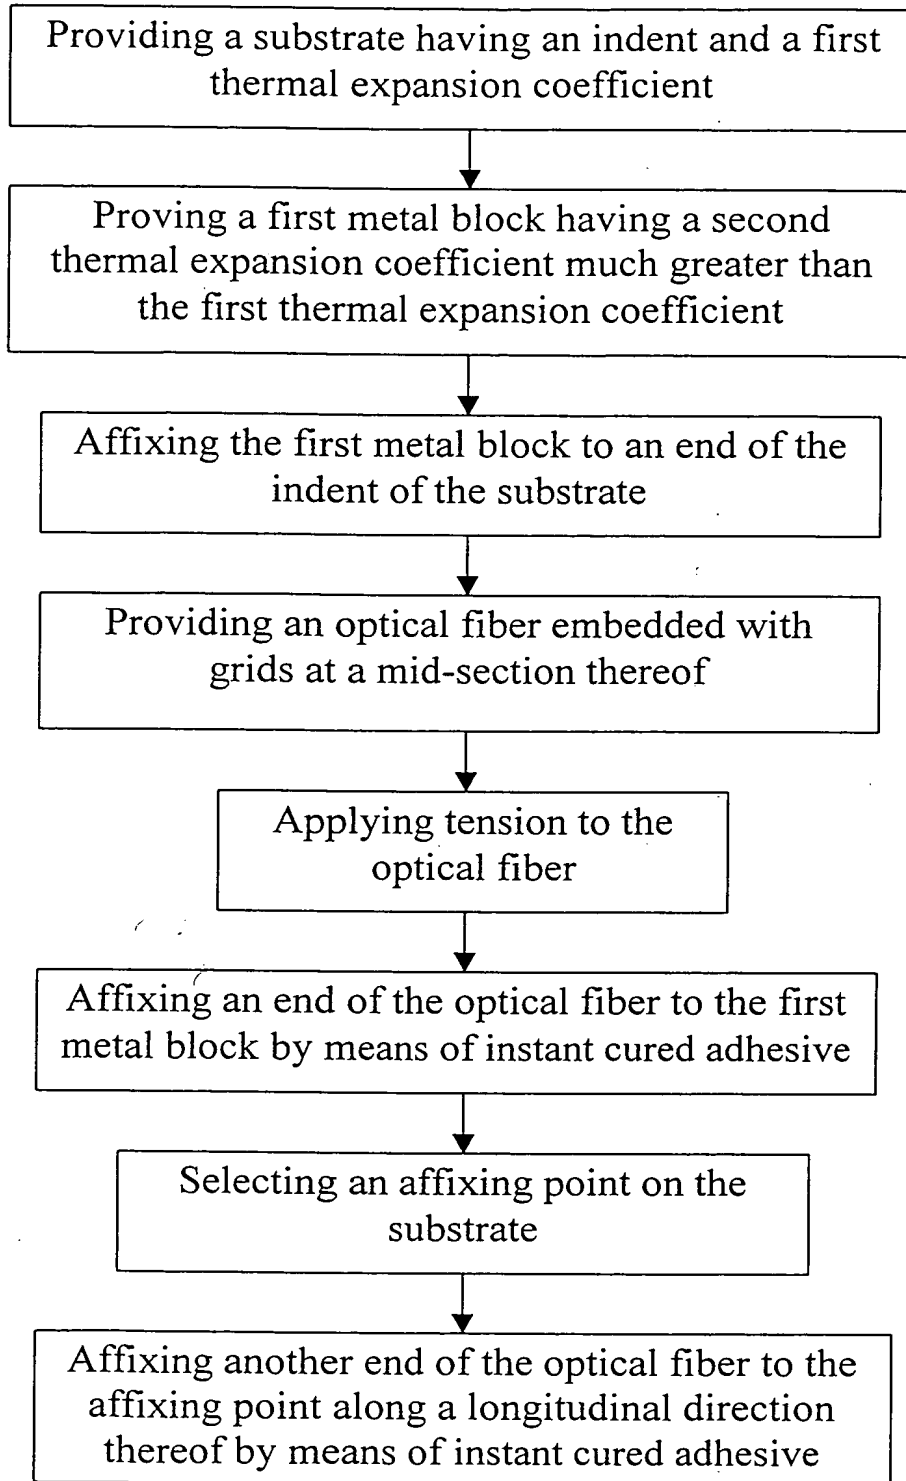 Providing a substrate having an indent and a first
thermal expansion coefficient
Proving a first metal block having a second
thermal expansion coefficient much greater than
the first thermal expansion coefficient
Affixing the first metal block to an end of the
indent of the substrate
Providing an optical fiber embedded with
grids at a mid-section thereof
Applying tension to the
optical fiber
Affixing an end of the optical fiber to the first
metal block by means of instant cured adhesive
Selecting an affixing point on the
substrate
Affixing another end of the optical fiber to the
affixing point along a longitudinal direction
thereof by means of instant cured adhesive